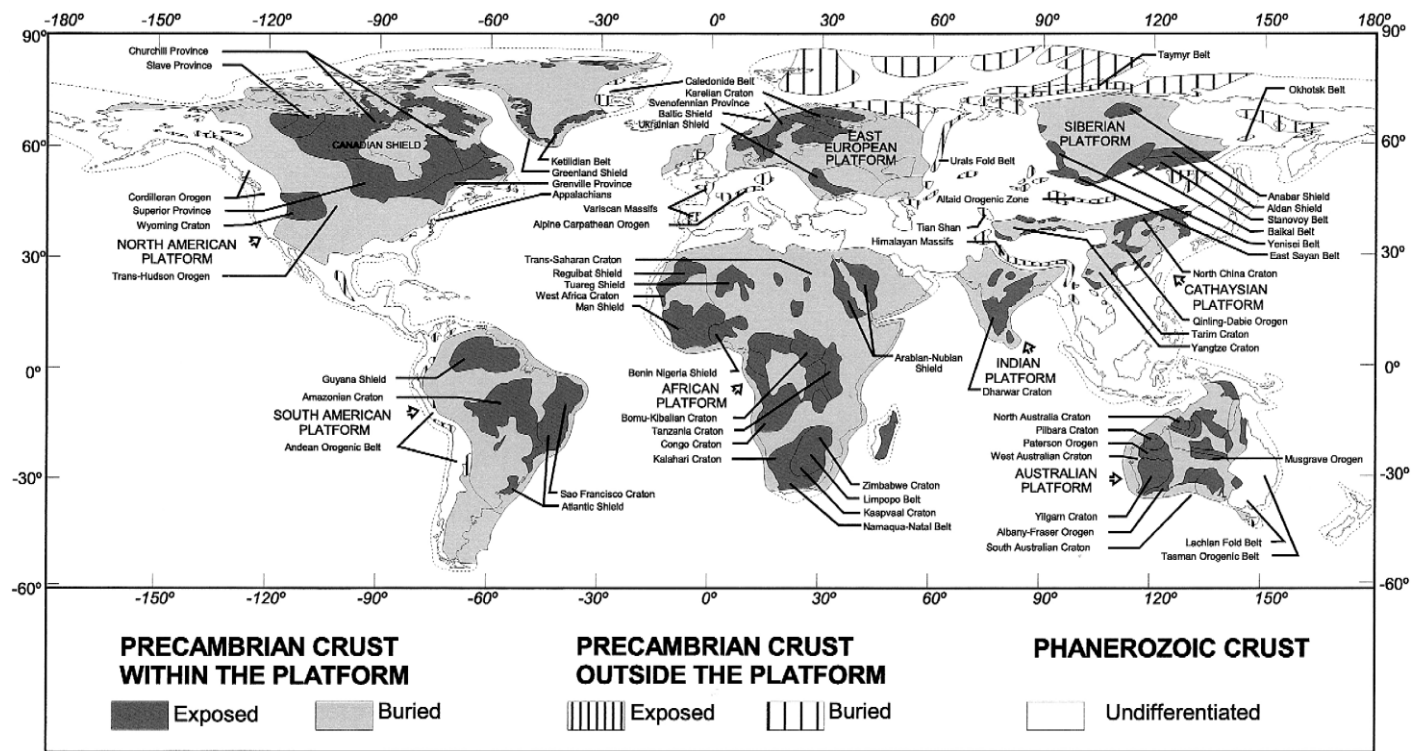 -180º -150º -120º -90º -60º -30º 0º 30º 60º 90º 120º 150º 180º
90º
60º
30º
0º
-30º
-60º
90º
60º
30º
0º
-30º
-60º
Churchill Province
Slave Province
CANADIAN SHIELD
Cordilleran Orogen
Superior Province
Wyoming Craton
NORTH AMERICAN
PLATFORM
Trans-Hudson Orogen
Ketilidian Belt
Greenland Shield
Grenville Province
Appalachians
Caledonide Belt
Karelian Craton
Svenofennian Province
Baltic Shield
Ukrainian Shield
EAST
EUROPEAN
PLATFORM
Urals Fold Belt
Variscan Massifs
Alpine Carpathean Orogen
Taymyr Belt
Okhotsk Belt
SIBERIAN
PLATFORM
Altaid Orogenic Zone
Tian Shan
Himalayan Massifs
Anabar Shield
Aldan Shield
Stanovoy Belt
Baikal Belt
Yenisei Belt
East Sayan Belt
North China Craton
CATHAYSIAN
PLATFORM
Qinling-Dabie Orogen
Tarim Craton
Yangtze Craton
Trans-Saharan Craton
Reguibat Shield
Tuareg Shield
West Africa Craton
Man Shield
Benin Nigeria Shield
AFRICAN
PLATFORM
Bomu-Kibalian Craton
Tanzania Craton
Congo Craton
Kalahari Craton
Arabian-Nubian
Shield
INDIAN
PLATFORM
Dharwar Craton
Zimbabwe Craton
Limpopo Belt
Kaapvaal Craton
Namaqua-Natal Belt
Guyana Shield
Amazonian Craton
SOUTH AMERICAN
PLATFORM
Andean Orogenic Belt
Sao Francisco Craton
Atlantic Shield
North Australia Craton
Pilbara Craton
Paterson Orogen
West Australian Craton
AUSTRALIAN
PLATFORM
Yilgarn Craton
Albany-Fraser Orogen
South Australian Craton
Musgrave Orogen
Lachlan Fold Belt
Tasman Orogenic Belt
-150º -120º -90º -60º -30º 0º 30º 60º 90º 120º 150º
PRECAMBRIAN CRUST
WITHIN THE PLATFORM
Exposed Buried
PRECAMBRIAN CRUST
OUTSIDE THE PLATFORM
Exposed Buried
PHANEROZOIC CRUST
Undifferentiated